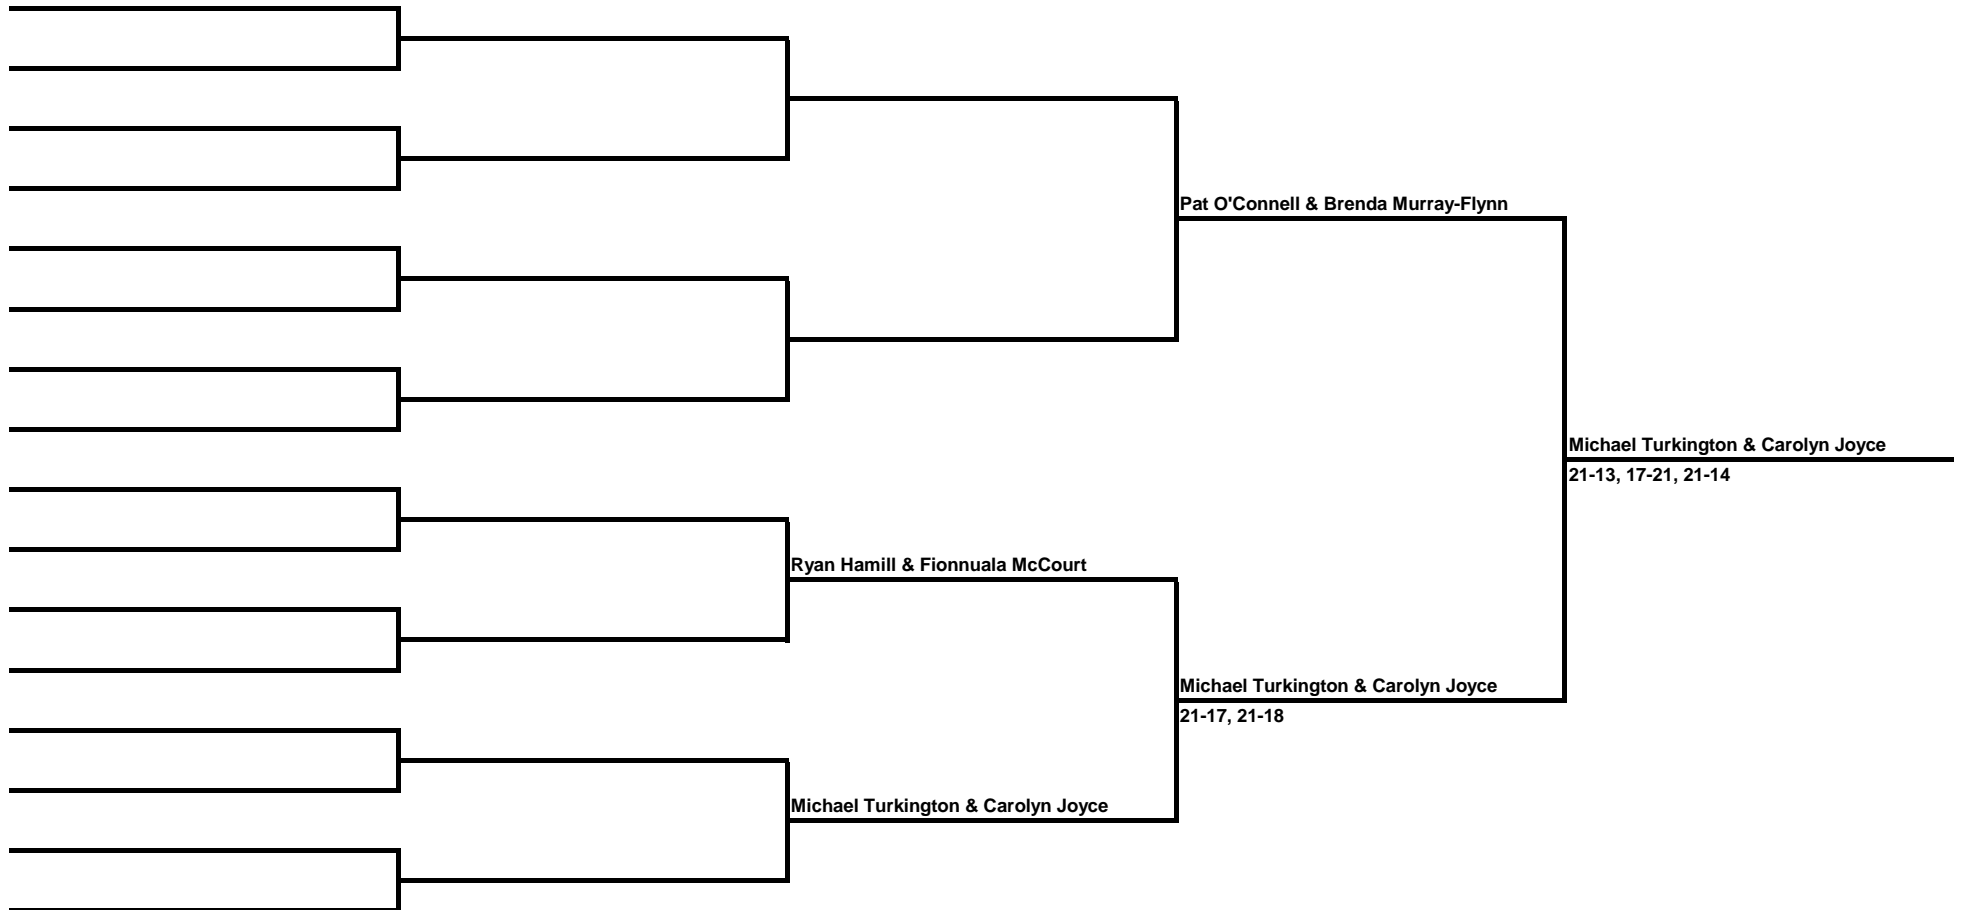 Pat O'Connell & Brenda Murray-Flynn
Michael Turkington & Carolyn Joyce
21-13, 17-21, 21-14
Ryan Hamill & Fionnuala McCourt
Michael Turkington & Carolyn Joyce
21-17, 21-18
Michael Turkington & Carolyn Joyce